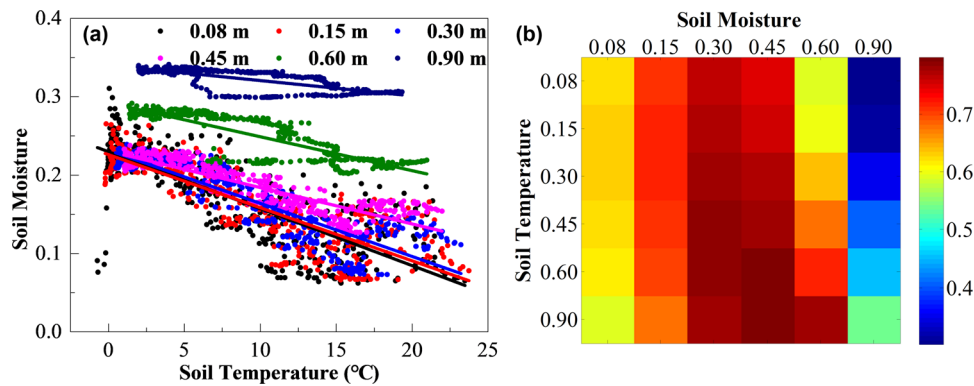 (a)
0.08 m 0.15 m 0.30 m
0.45 m 0.60 m 0.90 m
Soil Moisture
0.4
0.3
0.2
0.1
0.0
0 5 10 15 20 25
Soil Temperature (℃)
(b)
Soil Moisture
0.08 0.15 0.30 0.45 0.60 0.90
Soil Temperature
0.08
0.15
0.30
0.45
0.60
0.90
0.7
0.6
0.5
0.4